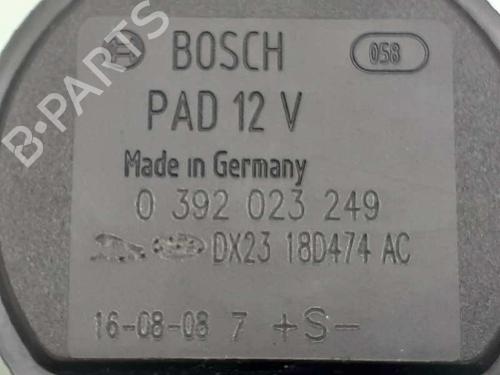 BOSCH 058
PAD 12 V
Made in Germany
0 392 023 249
DX23 18D474 AC
16-08-08 7 +S-
B-PARTS